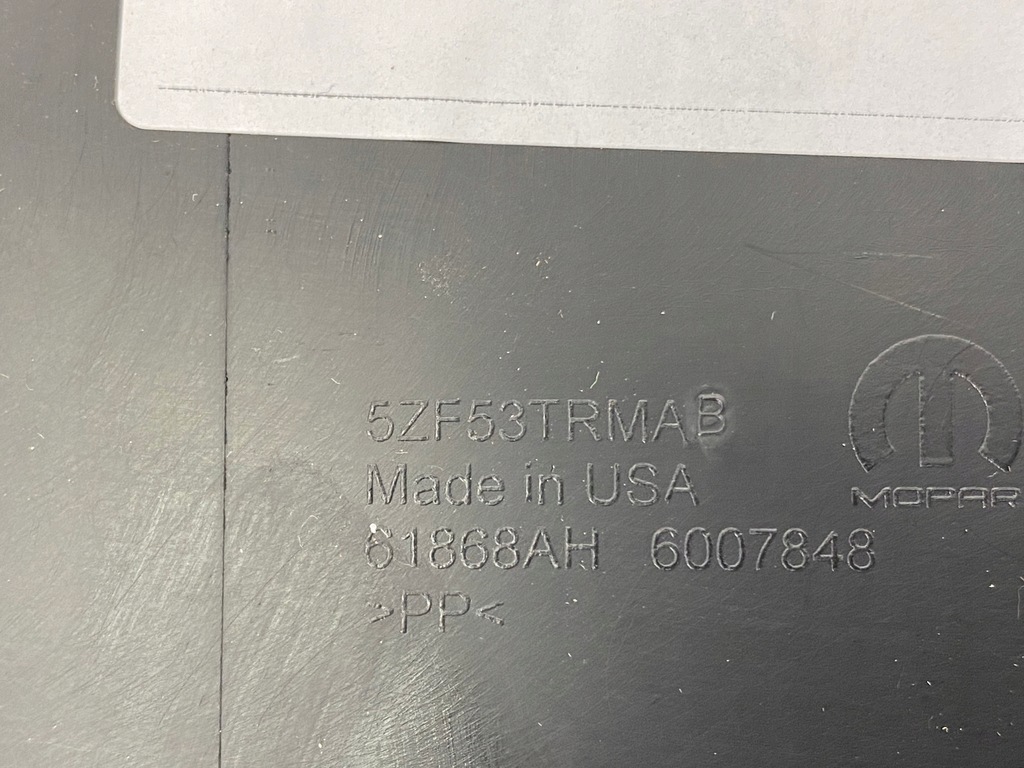 5ZF53TRMAB
Made in USA
MOPAR
61868AH 6007848
>PP<